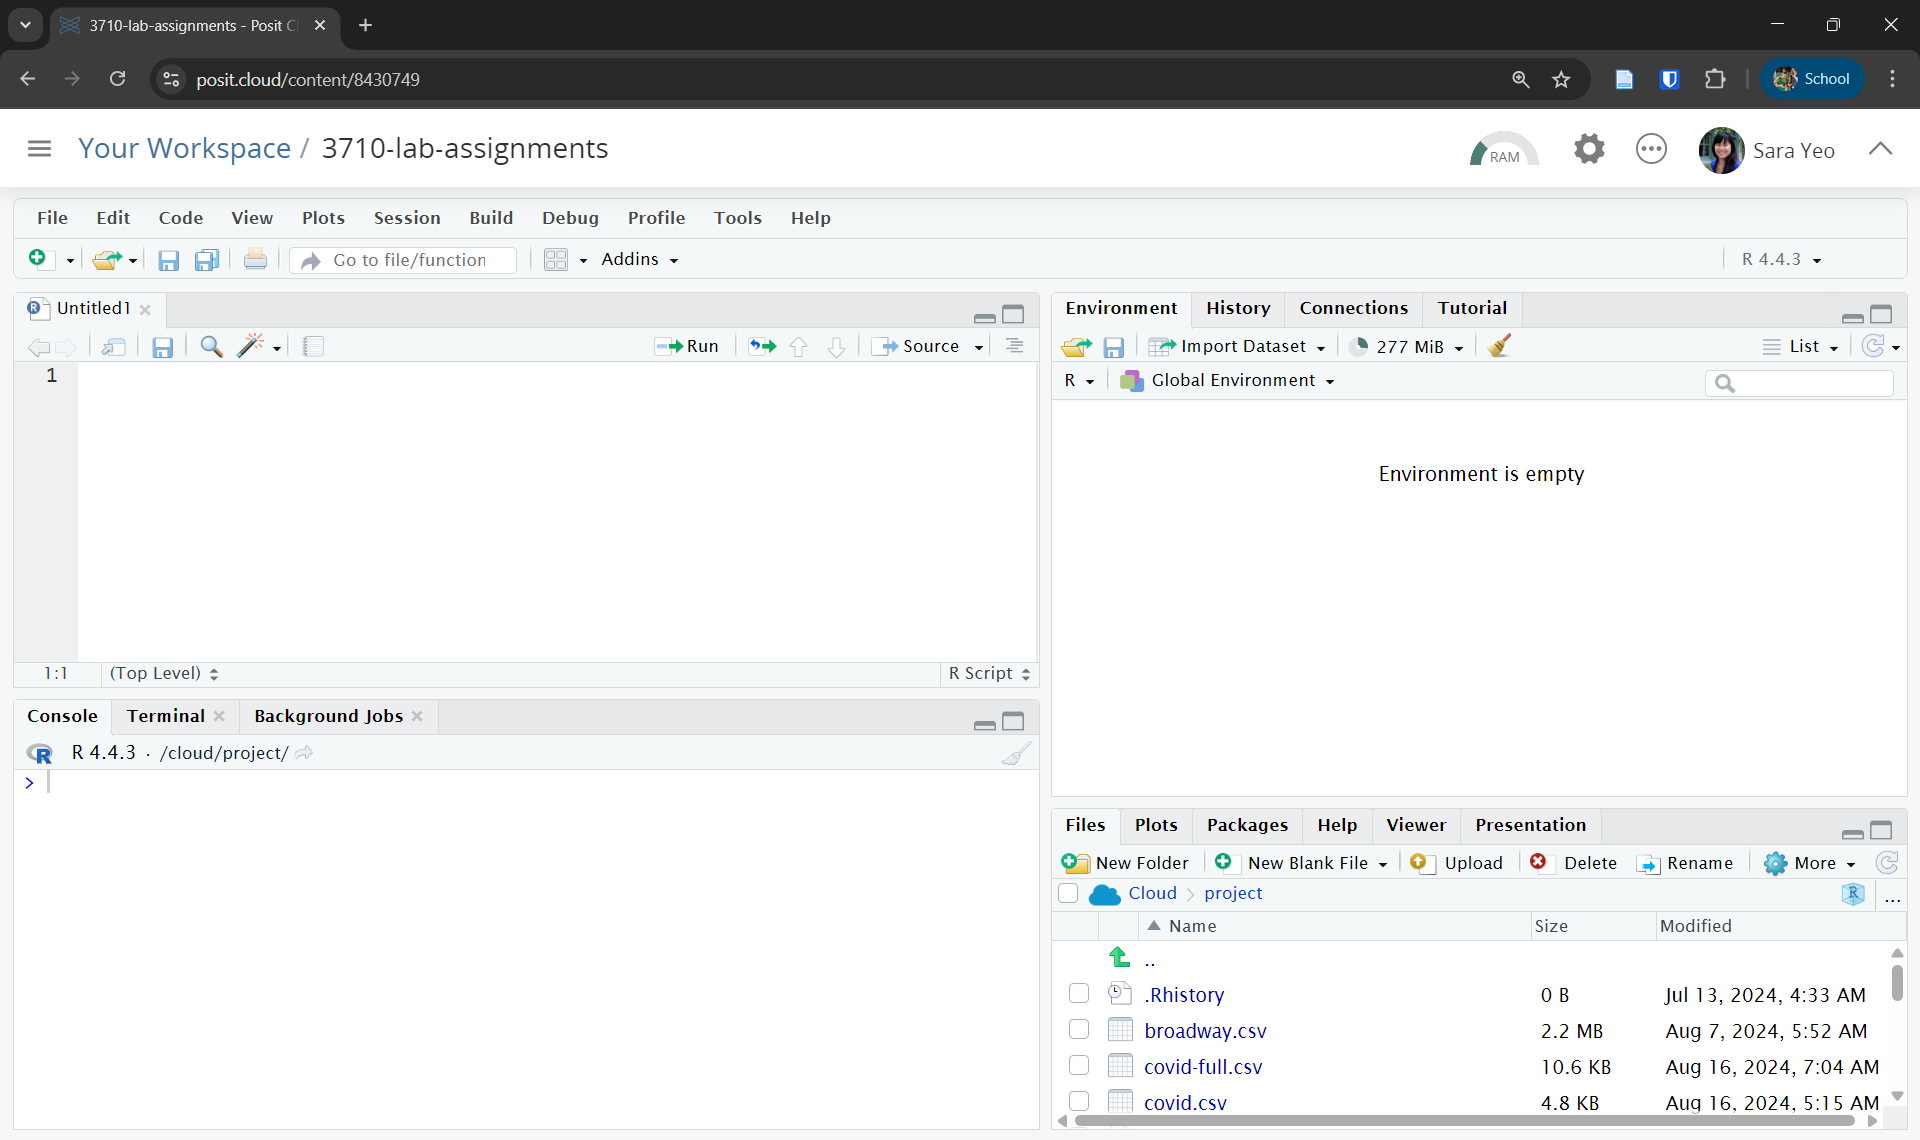 3710-lab-assignments - Posit Cl
posit.cloud/content/8430749
School
Your Workspace / 3710-lab-assignments
RAM
Sara Yeo
File Edit Code View Plots Session Build Debug Profile Tools Help
Go to file/function
Addins
R 4.4.3
Untitled1
Run
Source
1
1:1
(Top Level)
R Script
Console
Terminal
Background Jobs
R 4.4.3 · /cloud/project/
>
Environment
History
Connections
Tutorial
Import Dataset
277 MiB
List
R
Global Environment
Environment is empty
Files
Plots
Packages
Help
Viewer
Presentation
New Folder
New Blank File
Upload
Delete
Rename
More
Cloud
project
R
...
Name Size Modified
..
.Rhistory 0 B Jul 13, 2024, 4:33 AM
broadway.csv 2.2 MB Aug 7, 2024, 5:52 AM
covid-full.csv 10.6 KB Aug 16, 2024, 7:04 AM
covid.csv 4.8 KB Aug 16, 2024, 5:15 AM